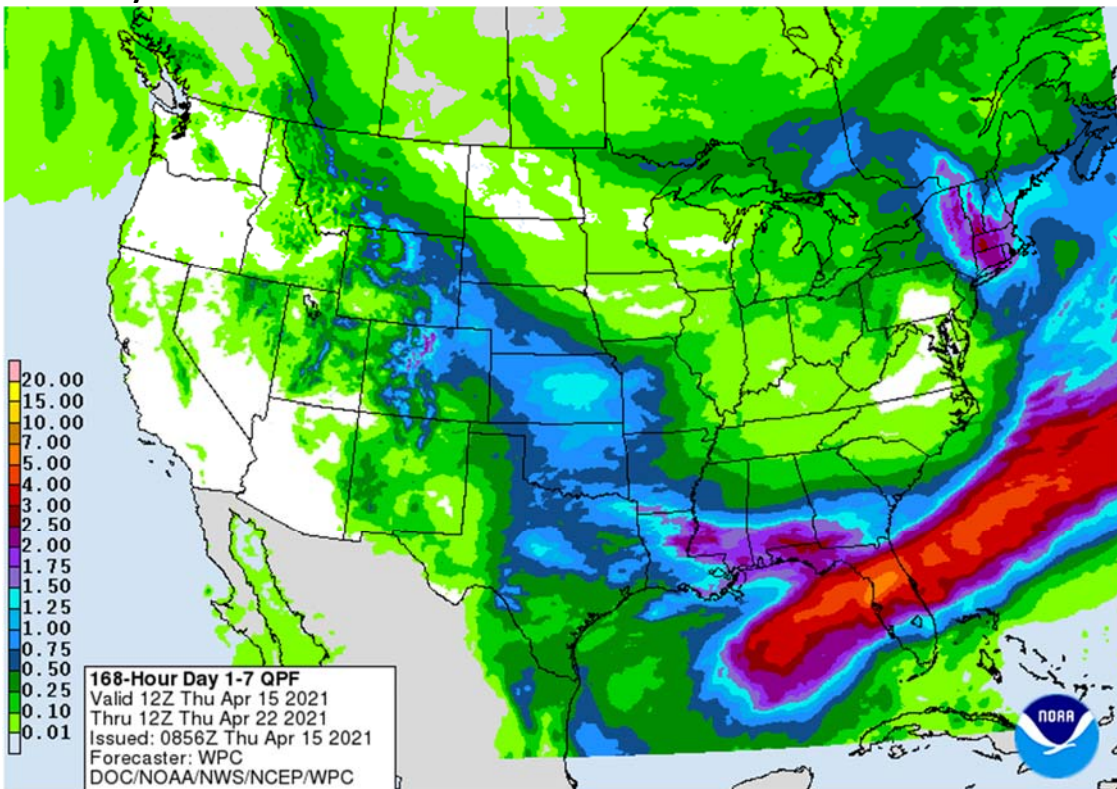 20.00
15.00
10.00
7.00
5.00
4.00
3.00
2.50
2.00
1.75
1.50
1.25
1.00
0.75
0.50
0.25
0.10
0.01
168-Hour Day 1-7 QPF
Valid 12Z Thu Apr 15 2021
Thru 12Z Thu Apr 22 2021
Issued: 0856Z Thu Apr 15 2021
Forecaster: WPC
DOC/NOAA/NWS/NCEP/WPC
NOAA